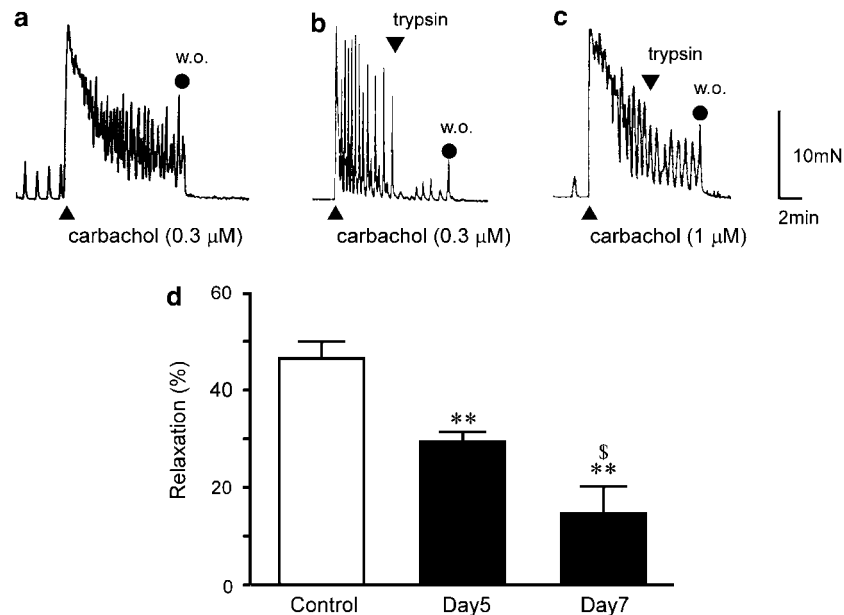 a
b
c
trypsin
trypsin
w.o.
w.o.
w.o.
10mN
2min
carbachol (0.3 μM)
carbachol (0.3 μM)
carbachol (1 μM)
d
60
40
20
0
Relaxation (%)
**
$
**
Control
Day5
Day7